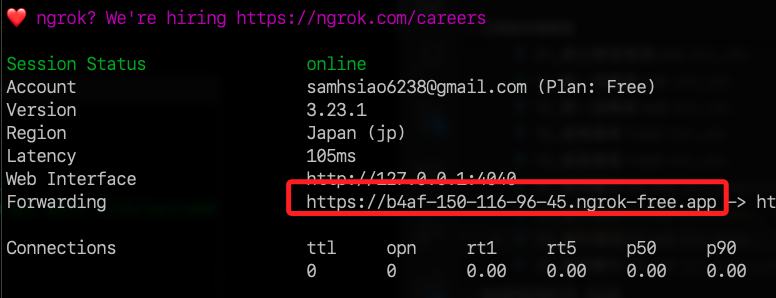 ❤️ ngrok? We're hiring https://ngrok.com/careers
Session Status online
Account samhsiao6238@gmail.com (Plan: Free)
Version 3.23.1
Region Japan (jp)
Latency 105ms
Web Interface http://127.0.0.1:4040
Forwarding https://b4af-150-116-96-45.ngrok-free.app -> ht
Connections ttl opn rt1 rt5 p50 p90
0 0 0.00 0.00 0.00 0.00